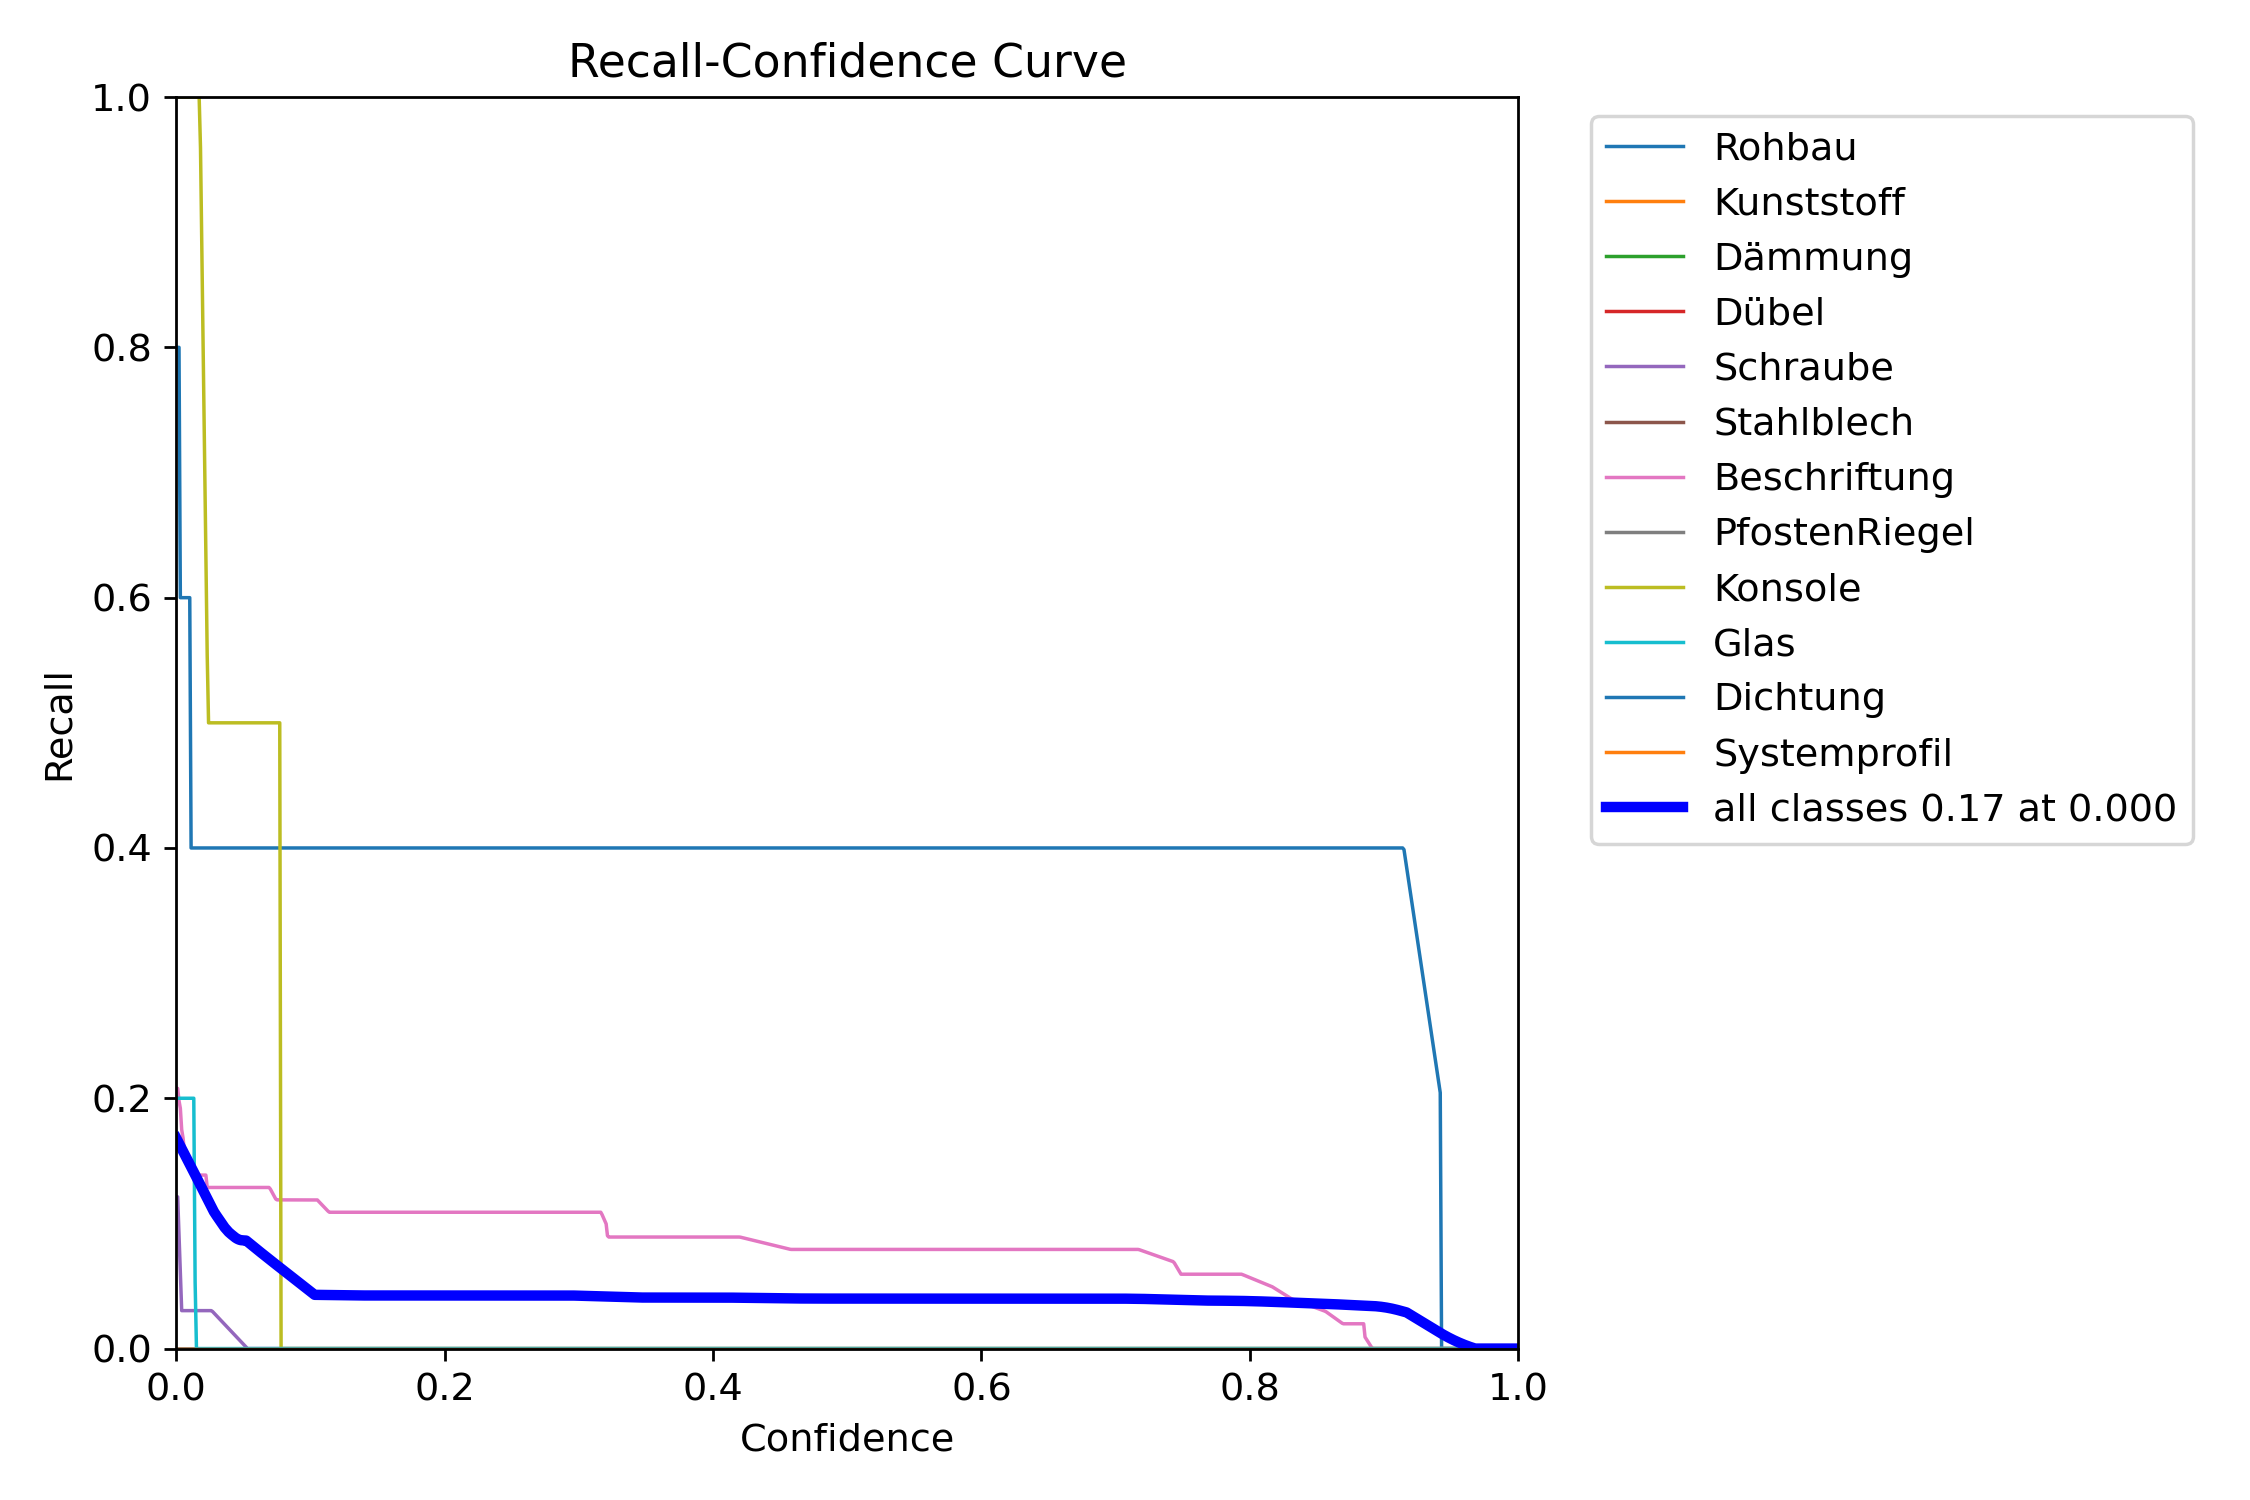 Recall-Confidence Curve
1.0
0.8
0.6
0.4
0.2
0.0
Recall
0.0 0.2 0.4 0.6 0.8 1.0
Confidence
Rohbau
Kunststoff
Dämmung
Dübel
Schraube
Stahlblech
Beschriftung
PfostenRiegel
Konsole
Glas
Dichtung
Systemprofil
all classes 0.17 at 0.000